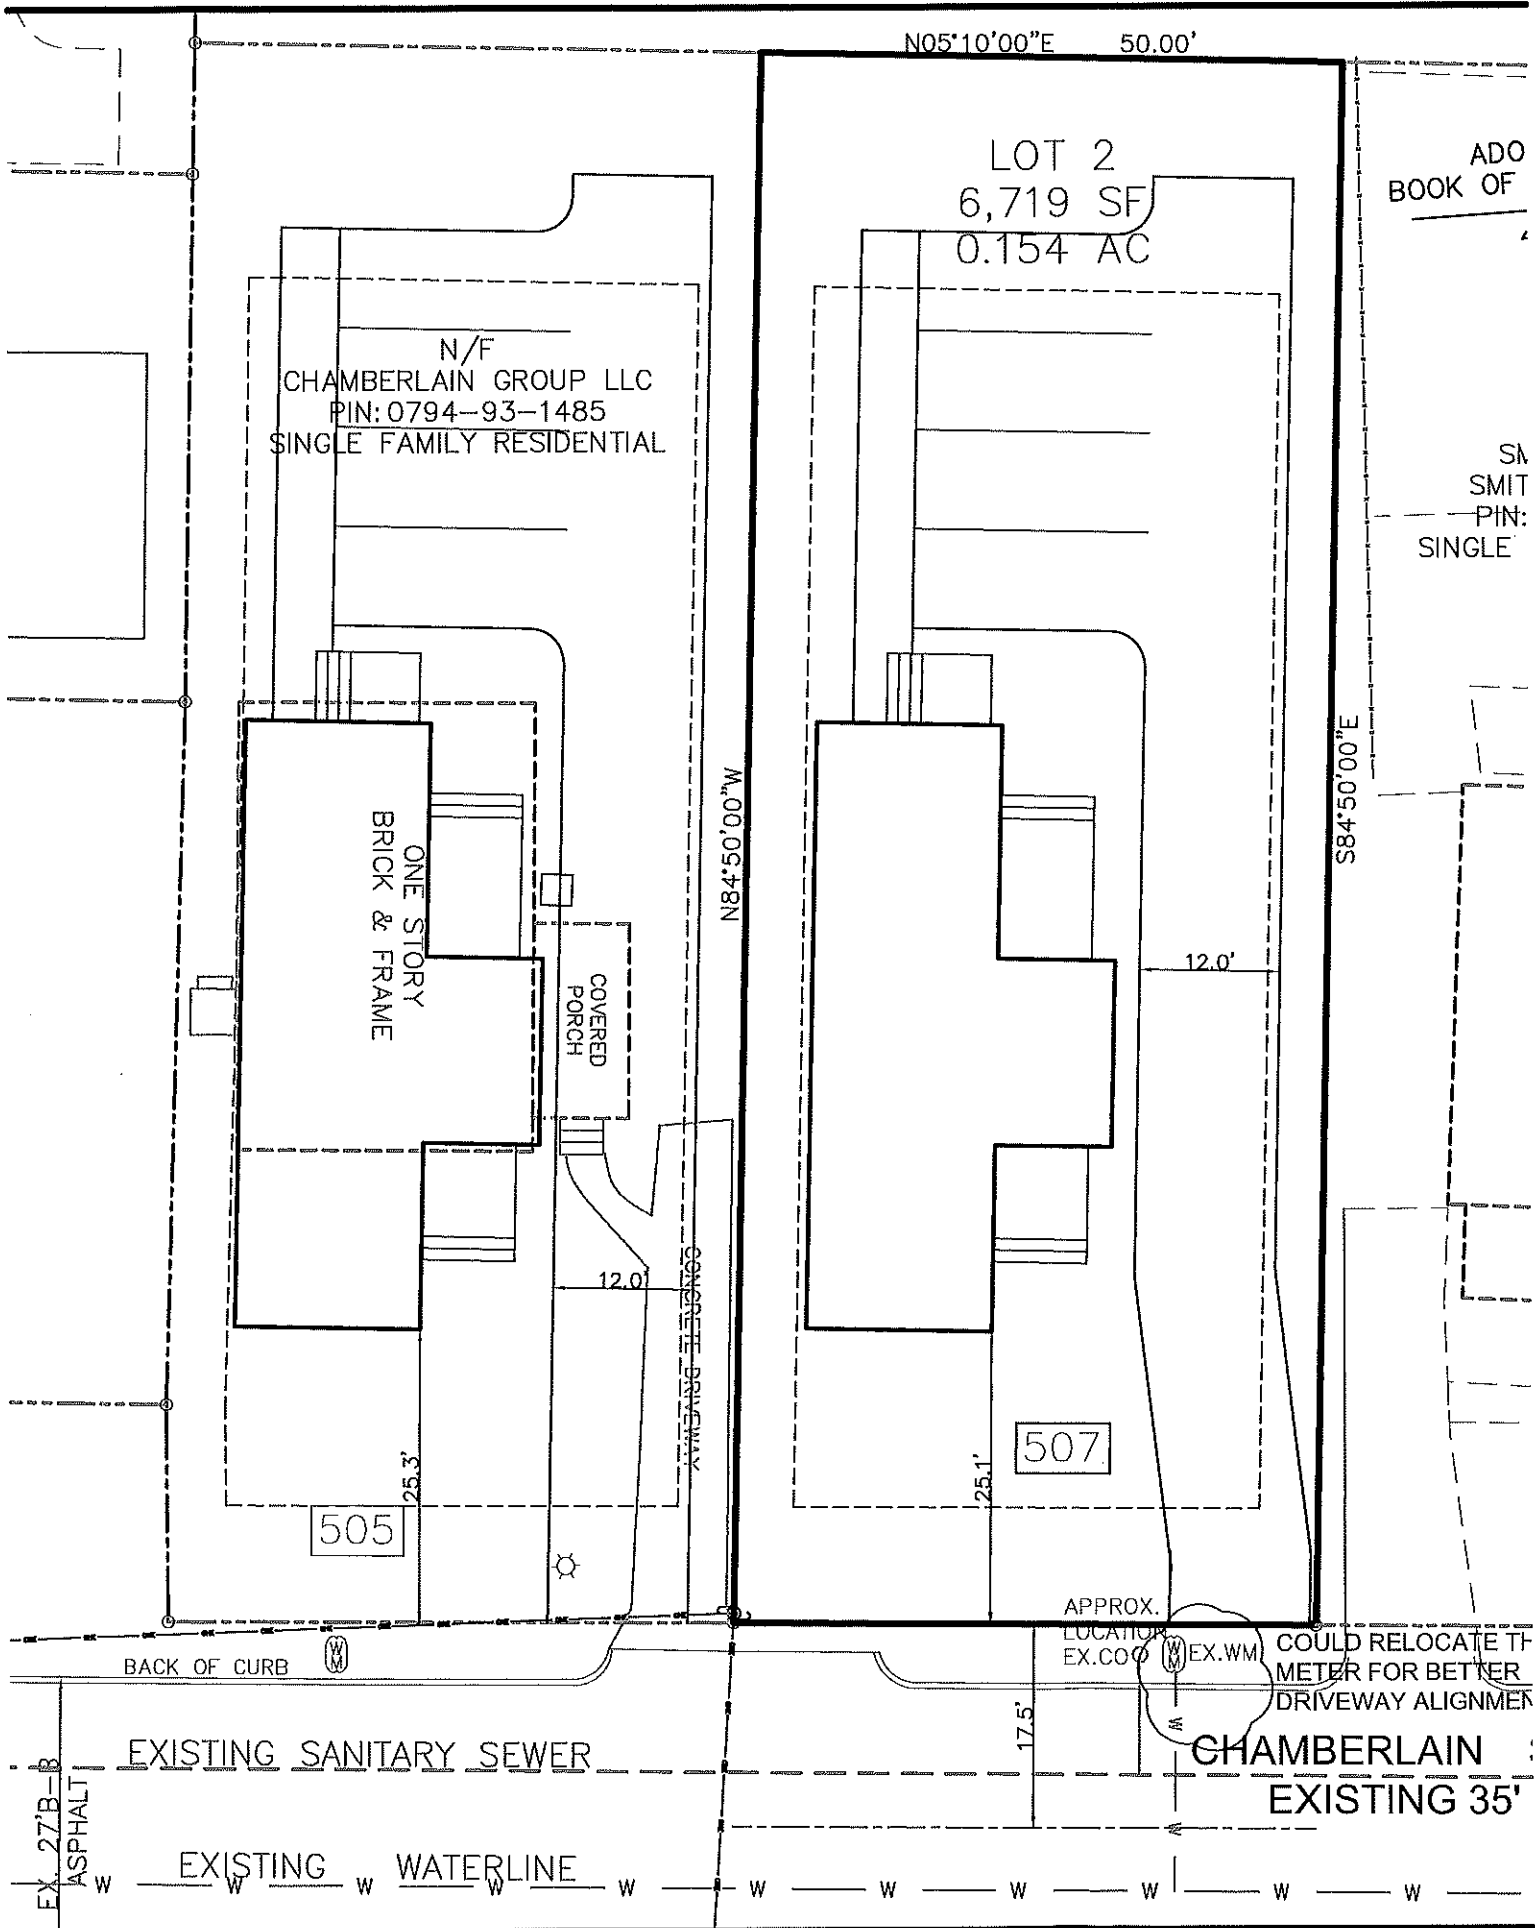 N05°10'00"E 50.00'
LOT 2
6,719 SF
0.154 AC
ADO
BOOK OF
N/F
CHAMBERLAIN GROUP LLC
PIN: 0794-93-1485
SINGLE FAMILY RESIDENTIAL
SMIT
PIN:
SINGLE
N84°50'00"W
S84°50'00"E
ONE STORY
BRICK & FRAME
COVERED
PORCH
12.0'
12.0'
CONCRETE DRIVEWAY
25.3'
25.1'
505
507
APPROX.
LOCATION
EX.CO
WM
EX.WM
COULD RELOCATE TH
METER FOR BETTER
DRIVEWAY ALIGNMEN
BACK OF CURB
WM
17.5'
EXISTING SANITARY SEWER
CHAMBERLAIN
EXISTING 35'
EX. 27'B-B
ASPHALT
W
W
EXISTING WATERLINE
W W W W W W W W W W W